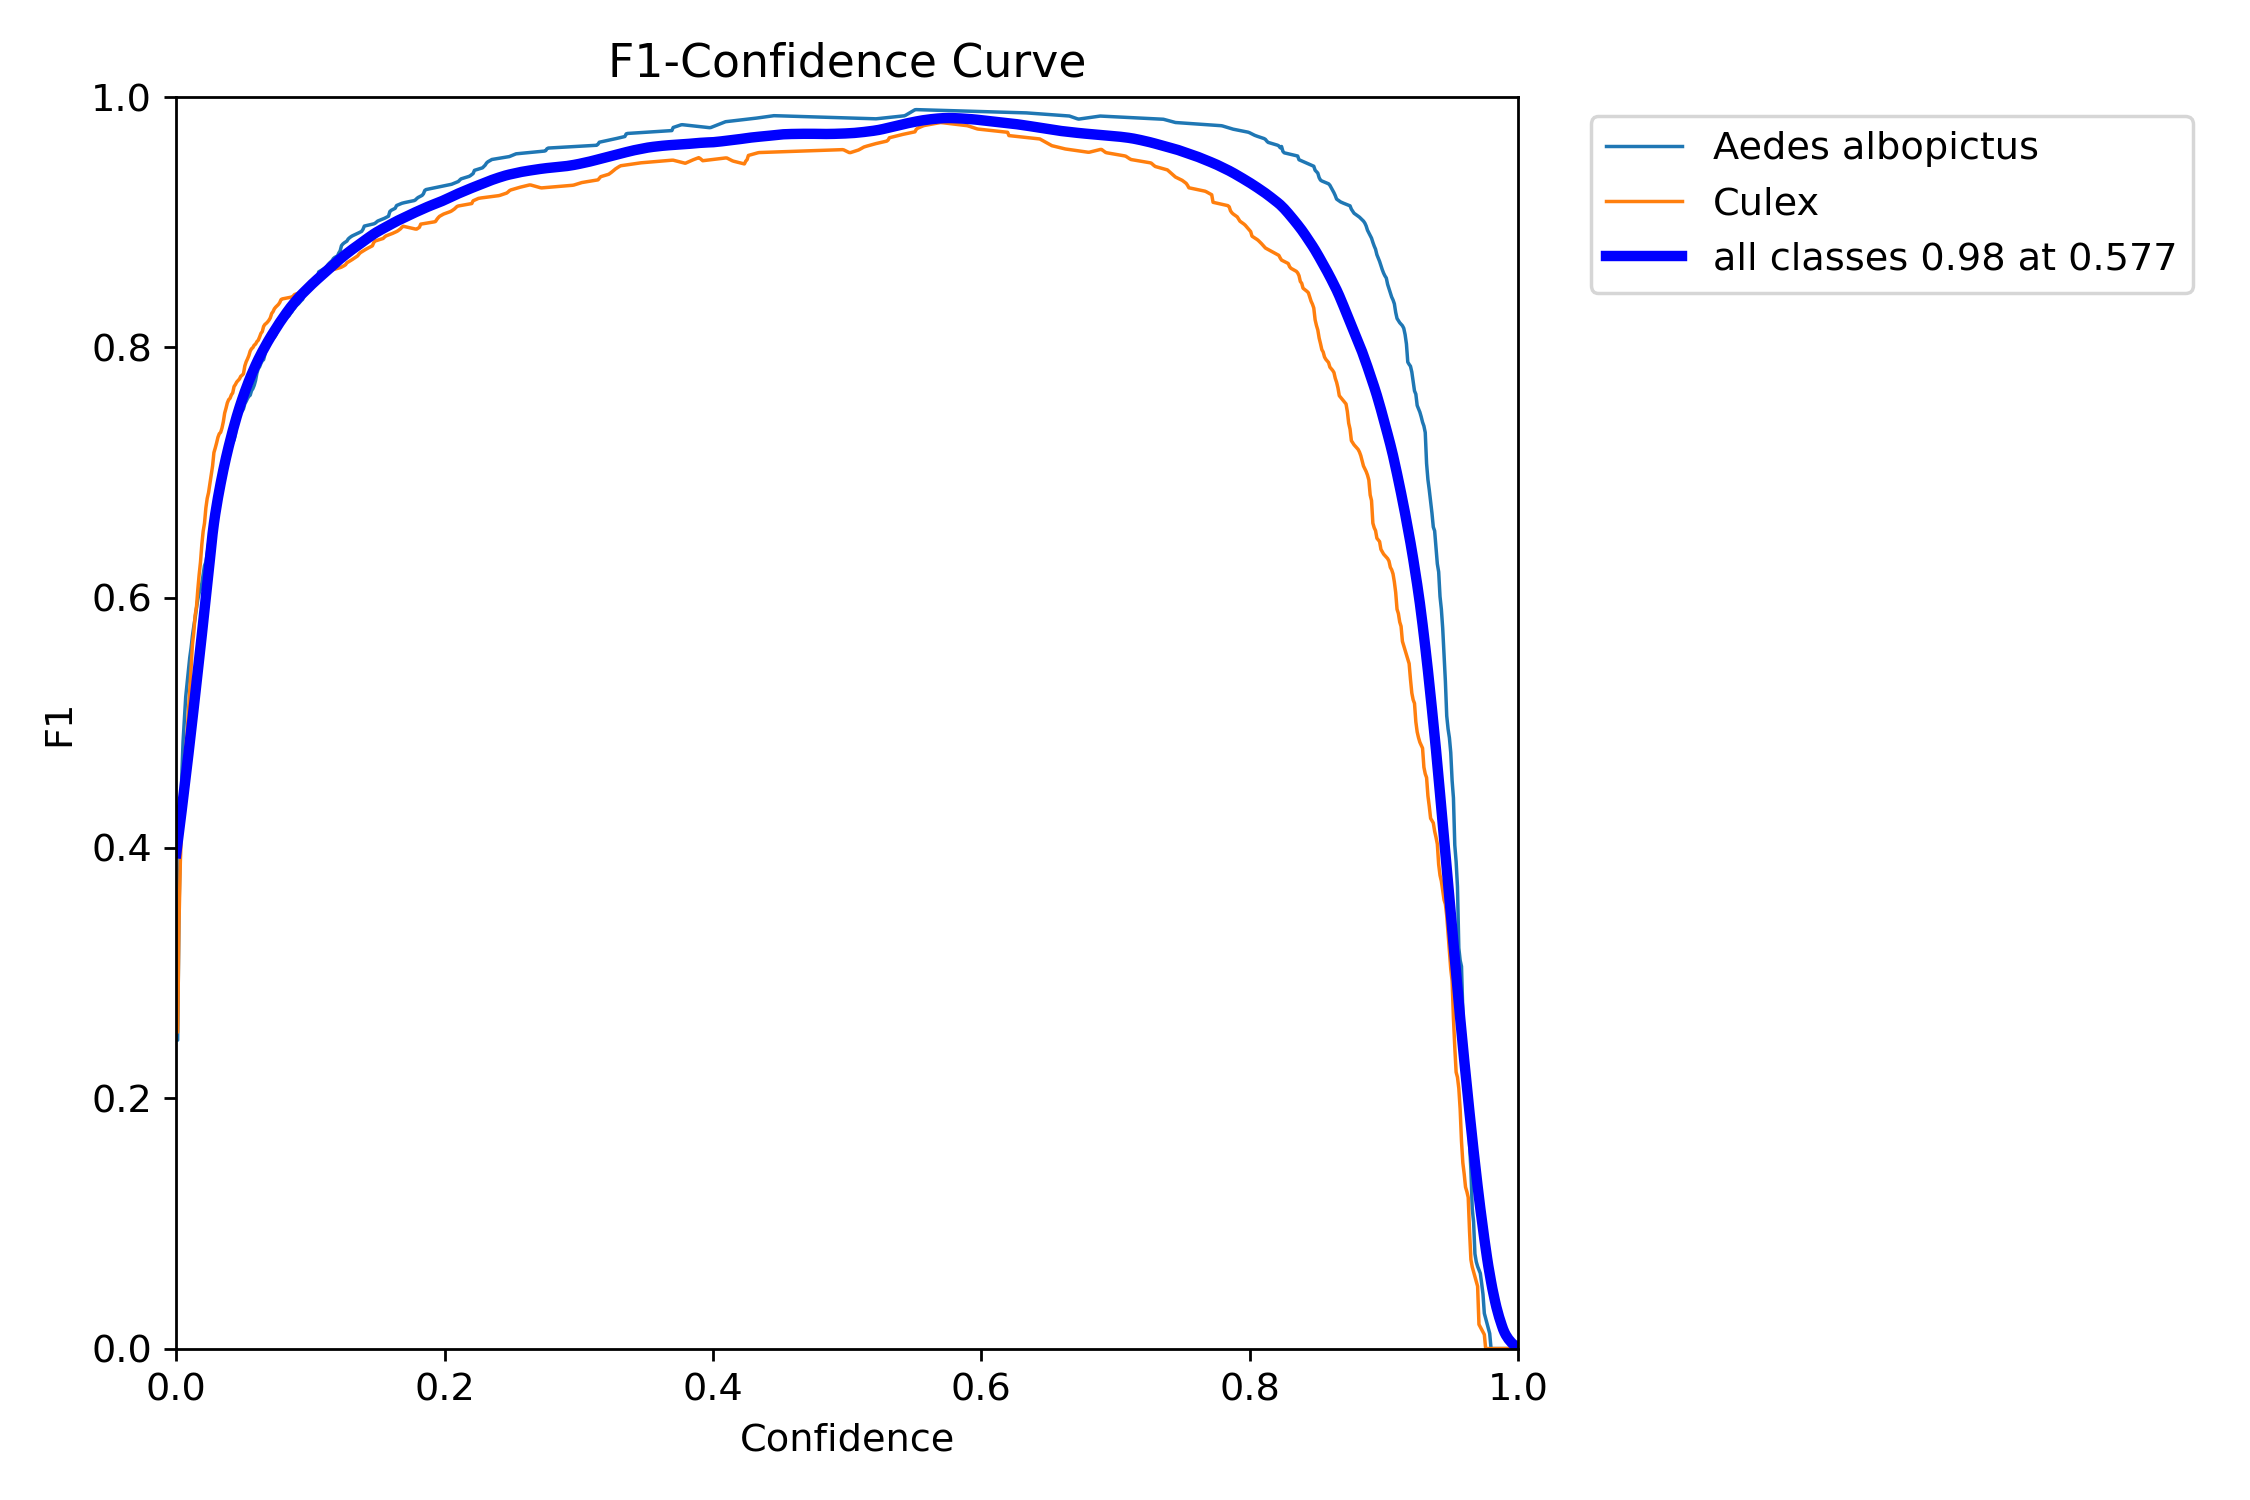 F1-Confidence Curve
1.0
0.8
0.6
0.4
0.2
0.0
F1
0.0 0.2 0.4 0.6 0.8 1.0
Confidence
Aedes albopictus
Culex
all classes 0.98 at 0.577